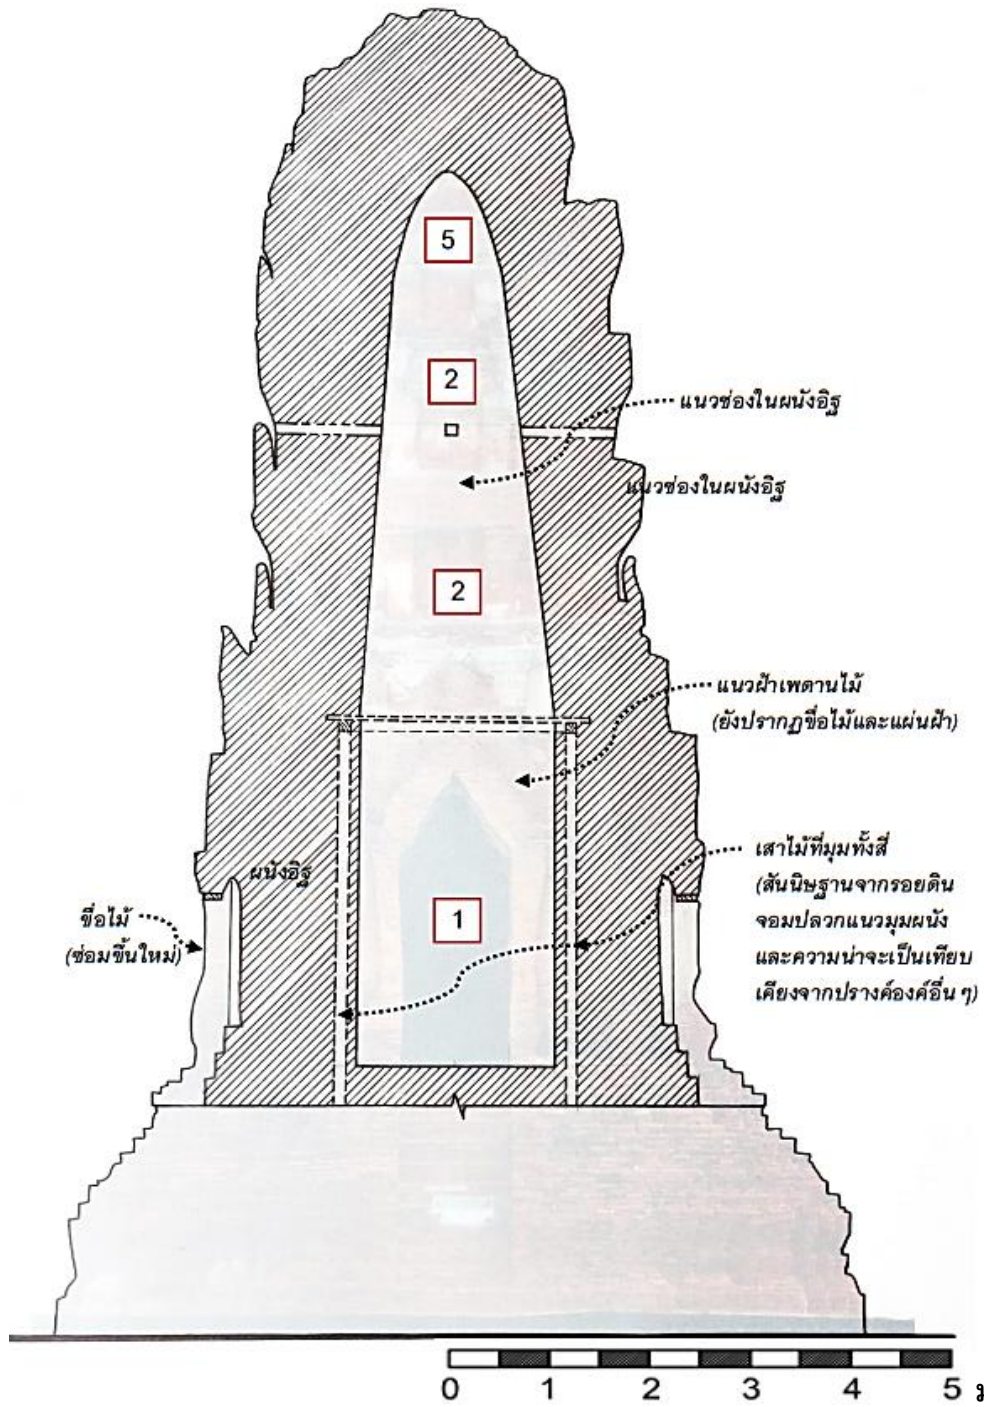 5
2
แนวช่องในผนังอิฐ
แนวช่องในผนังอิฐ
2
แนวฝ้าเพดานไม้
(ยังปรากฏขื่อไม้และแผ่นฝ้า)
ผนังอิฐ
เสาไม้ที่มุมทั้งสี่
(สันนิษฐานจากรอยดิน
จอมปลวกแนวมุมผนัง
และความน่าจะเป็นเทียบ
เคียงจากปรางค์องค์อื่น ๆ)
ขื่อไม้
(ซ่อมขึ้นใหม่)
1
0 1 2 3 4 5 ม